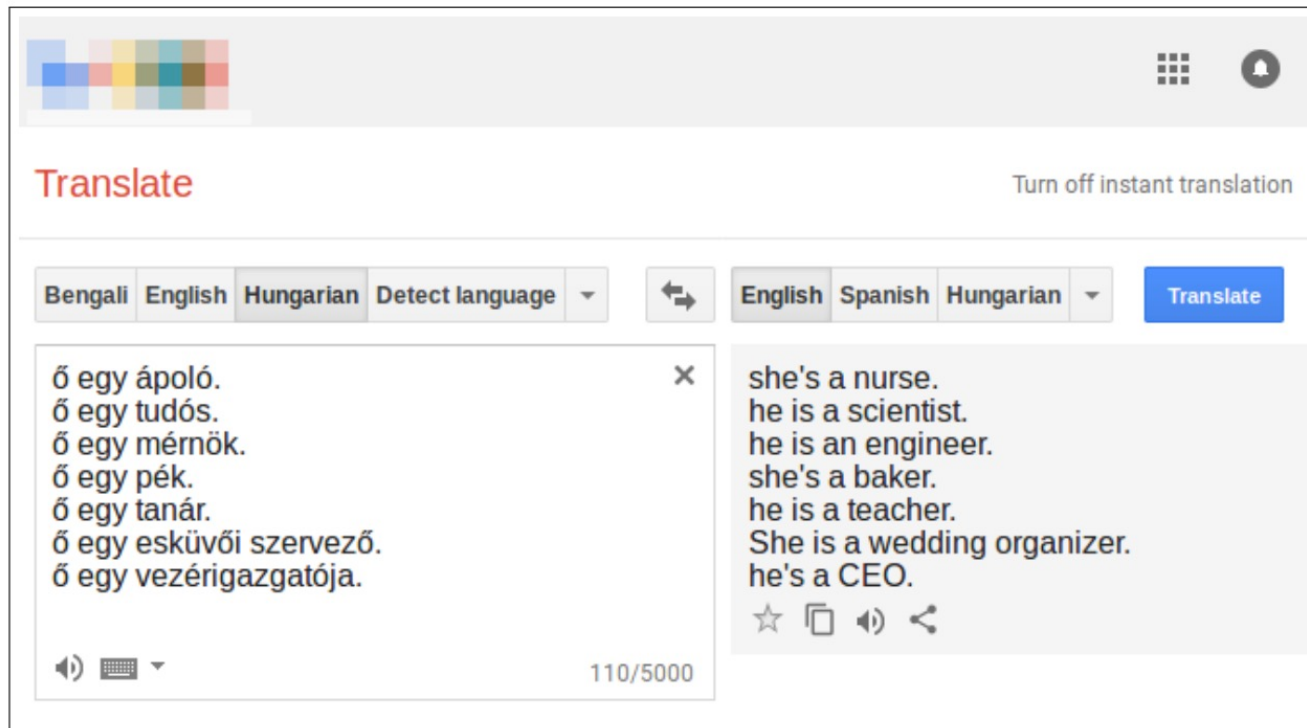 Translate
Turn off instant translation
Bengali English Hungarian Detect language
English Spanish Hungarian
Translate
ő egy ápoló.
ő egy tudós.
ő egy mérnök.
ő egy pék.
ő egy tanár.
ő egy esküvői szervező.
ő egy vezérigazgatója.
110/5000
she's a nurse.
he is a scientist.
he is an engineer.
she's a baker.
he is a teacher.
She is a wedding organizer.
he's a CEO.